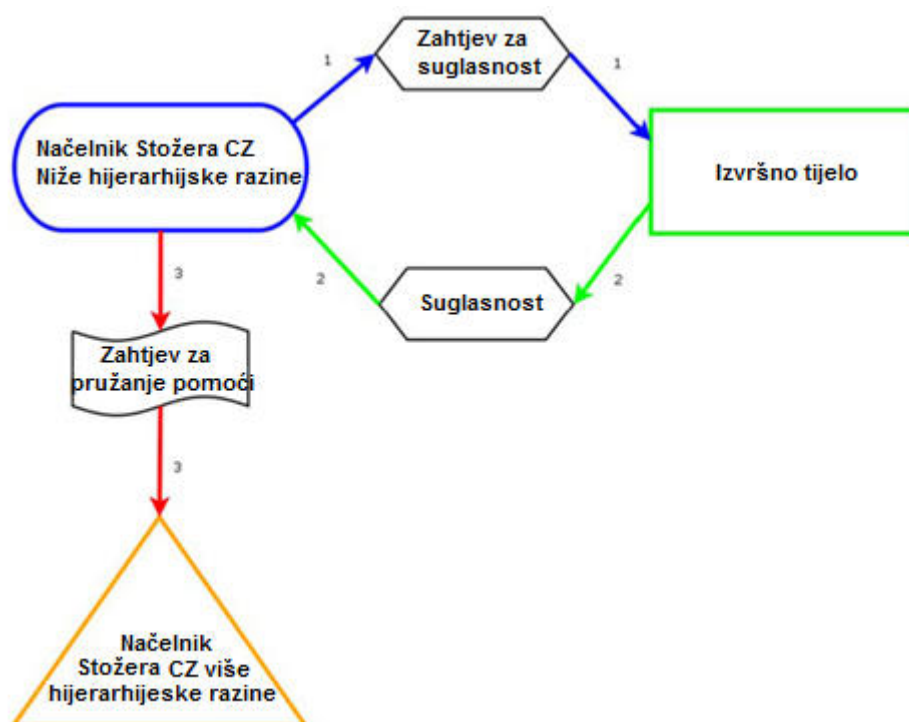 Zahtjev za
suglasnost
1
1
Načelnik Stožera CZ
Niže hijerarhijske razine
Izvršno tijelo
2
2
Suglasnost
3
Zahtjev za
pružanje pomoći
3
Načelnik
Stožera CZ više
hijerarhijeske razine